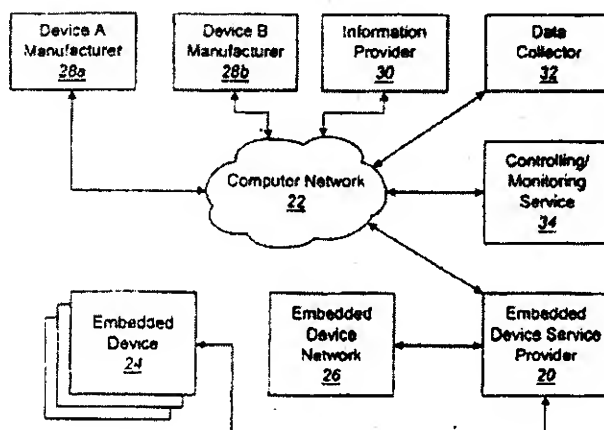 Device A
Manufacturer
28a
Device B
Manufacturer
28b
Information
Provider
30
Data
Collector
32
Computer Network
22
Controlling/
Monitoring
Service
34
Embedded
Device
24
Embedded
Device
Network
26
Embedded
Device Service
Provider
20